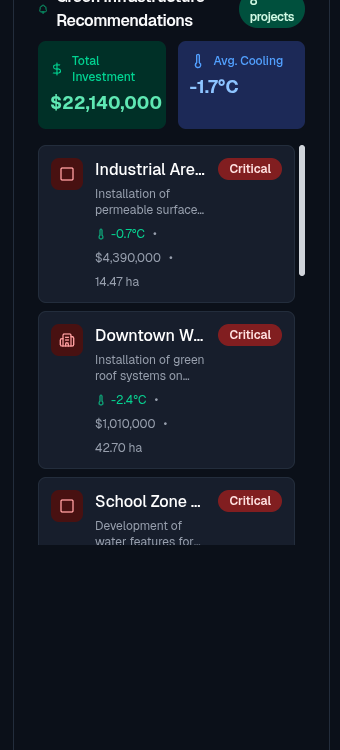 Green Infrastructure
Recommendations
8
projects
Total
Investment
$22,140,000
Avg. Cooling
-1.7°C
Industrial Are...
Critical
Installation of
permeable surface...
-0.7°C •
$4,390,000 •
14.47 ha
Downtown W...
Critical
Installation of green
roof systems on...
-2.4°C •
$1,010,000 •
42.70 ha
School Zone ...
Critical
Development of
water features for...